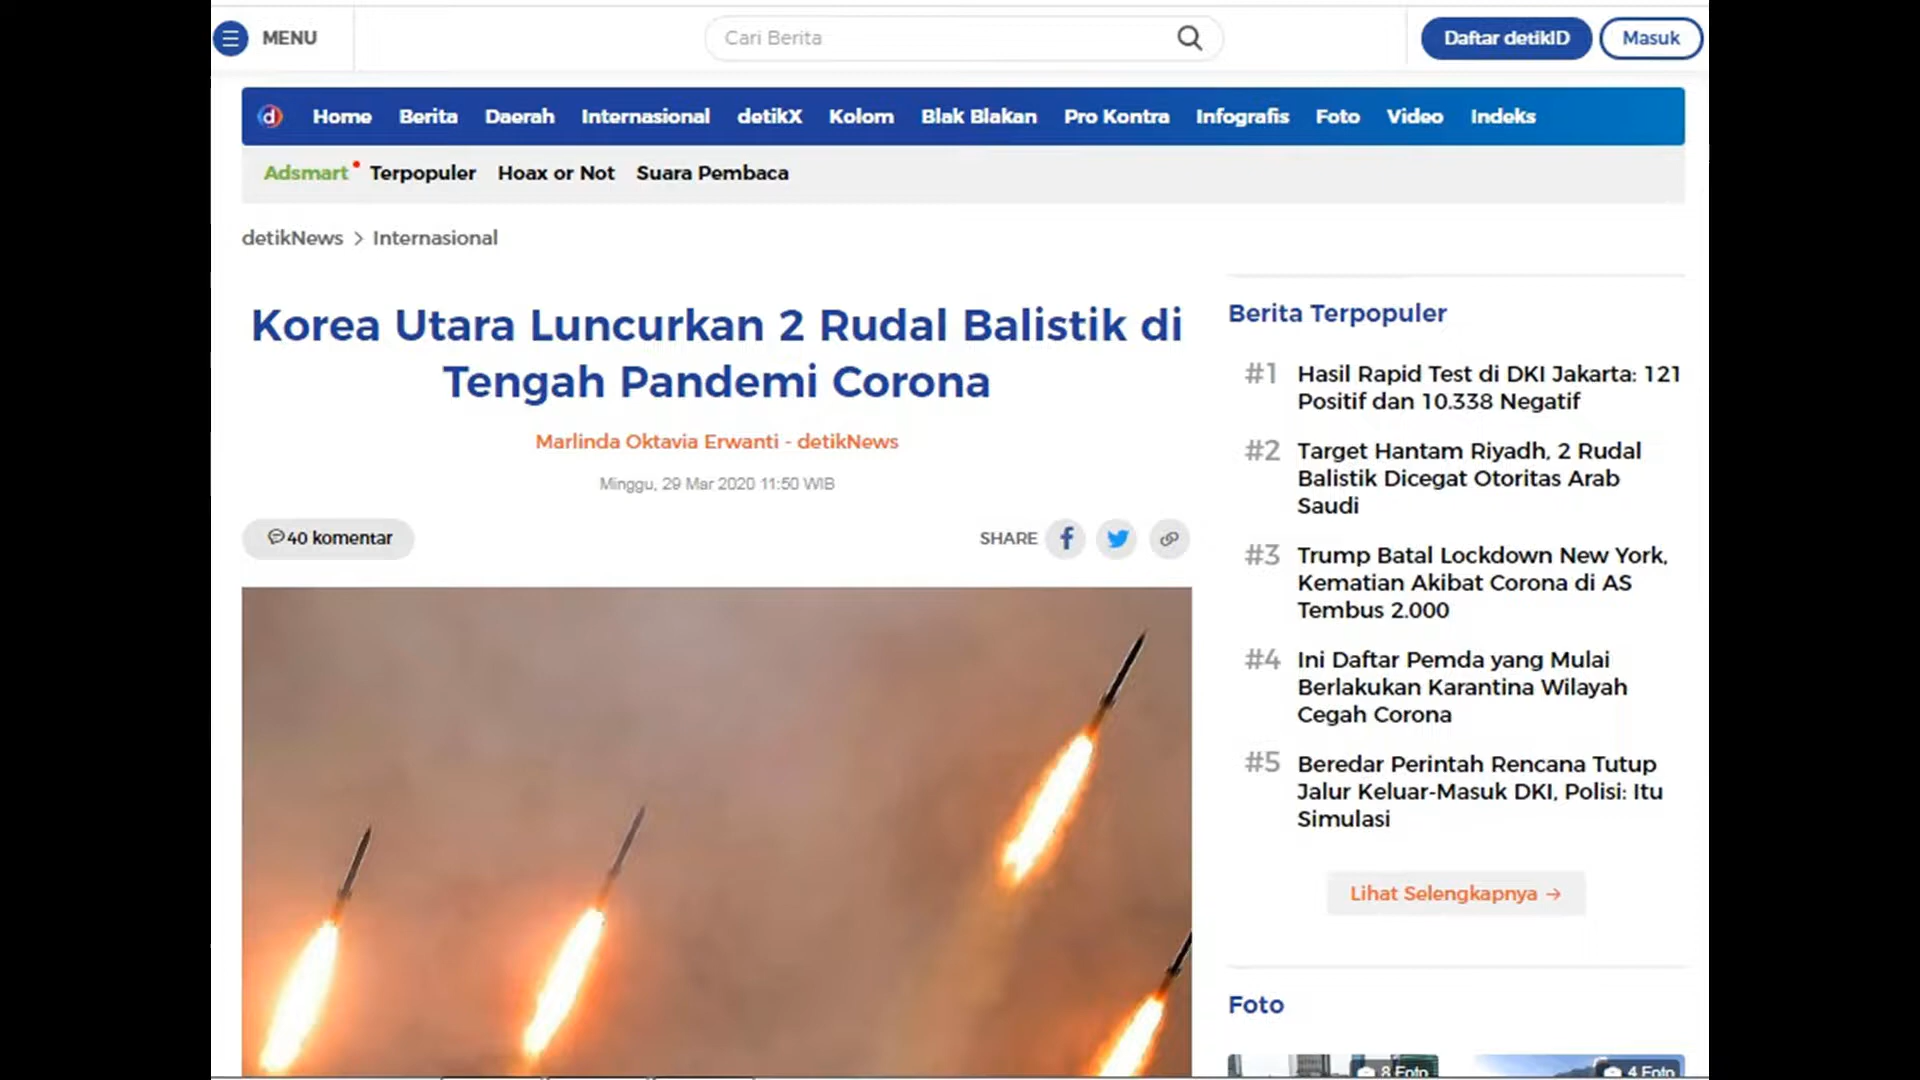 MENU
Cari Berita
Daftar detikID
Masuk
d Home Berita Daerah Internasional detikX Kolom Blak Blakan Pro Kontra Infografis Foto Video Indeks
Adsmart Terpopuler Hoax or Not Suara Pembaca
detikNews > Internasional
Korea Utara Luncurkan 2 Rudal Balistik di
Tengah Pandemi Corona
Marlinda Oktavia Erwanti - detikNews
Minggu, 29 Mar 2020 11:50 WIB
40 komentar
SHARE
Berita Terpopuler
#1 Hasil Rapid Test di DKI Jakarta: 121
Positif dan 10.338 Negatif
#2 Target Hantam Riyadh, 2 Rudal
Balistik Dicegat Otoritas Arab
Saudi
#3 Trump Batal Lockdown New York,
Kematian Akibat Corona di AS
Tembus 2.000
#4 Ini Daftar Pemda yang Mulai
Berlakukan Karantina Wilayah
Cegah Corona
#5 Beredar Perintah Rencana Tutup
Jalur Keluar-Masuk DKI, Polisi: Itu
Simulasi
Lihat Selengkapnya →
Foto
8 Foto
4 Foto